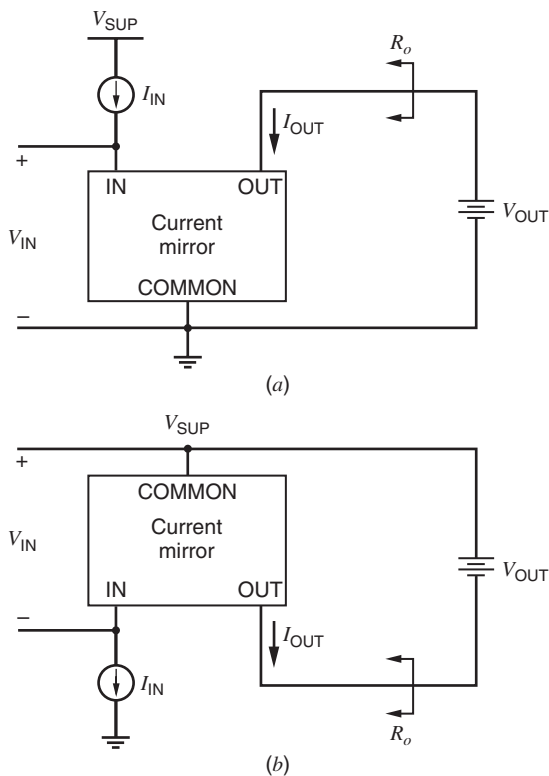 V_SUP
R_o
I_IN
I_OUT
+
IN
OUT
V_IN
Current
mirror
V_OUT
COMMON
−
(a)
V_SUP
+
COMMON
V_IN
Current
mirror
V_OUT
IN
OUT
−
I_OUT
I_IN
R_o
(b)